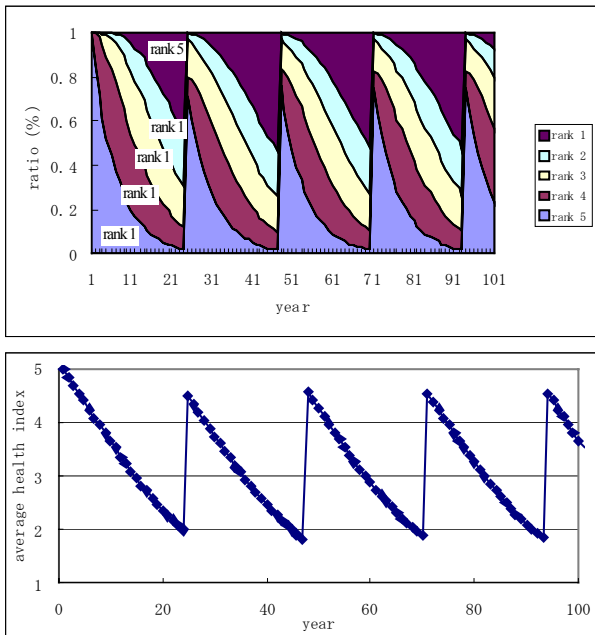 1
0.8
0.6
0.4
0.2
0
ratio (%)
rank 5
rank 1
rank 1
rank 1
rank 1
1 11 21 31 41 51 61 71 81 91 101
year
rank 1
rank 2
rank 3
rank 4
rank 5
5
4
3
2
1
average health index
0 20 40 60 80 100
year